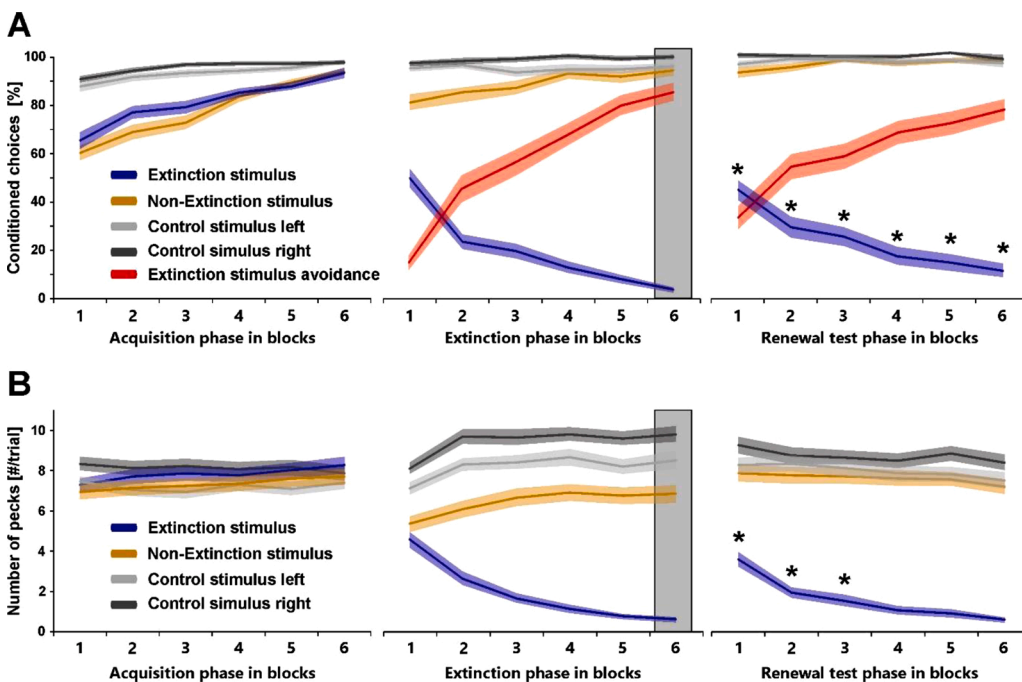 A
Conditioned choices [%]
100
80
60
40
20
0
Extinction stimulus
Non-Extinction stimulus
Control stimulus left
Control simulus right
Extinction stimulus avoidance
* * * * * *
1 2 3 4 5 6
Acquisition phase in blocks
1 2 3 4 5 6
Extinction phase in blocks
1 2 3 4 5 6
Renewal test phase in blocks
B
Number of pecks [#/trial]
10
8
6
4
2
0
Extinction stimulus
Non-Extinction stimulus
Control stimulus left
Control simulus right
* * *
1 2 3 4 5 6
Acquisition phase in blocks
1 2 3 4 5 6
Extinction phase in blocks
1 2 3 4 5 6
Renewal test phase in blocks